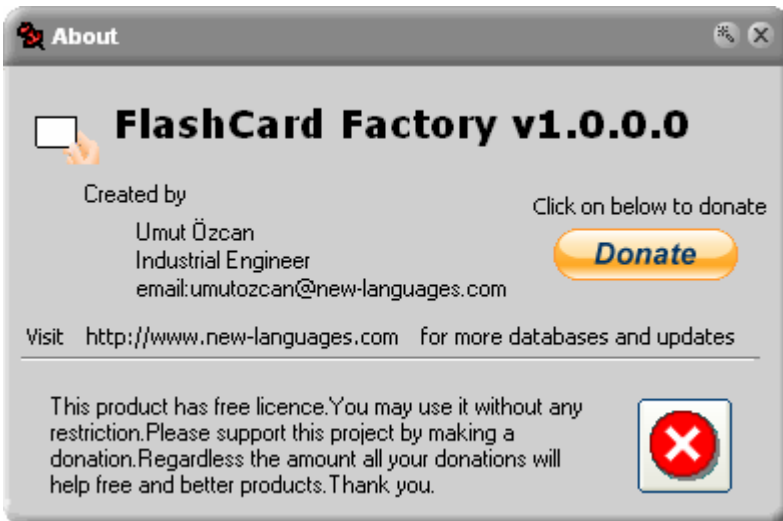 About
FlashCard Factory v1.0.0.0
Created by
Umut Özcan
Industrial Engineer
email:umutozcan@new-languages.com
Click on below to donate
Donate
Visit http://www.new-languages.com for more databases and updates
This product has free licence.You may use it without any
restriction.Please support this project by making a
donation.Regardless the amount all your donations will
help free and better products.Thank you.